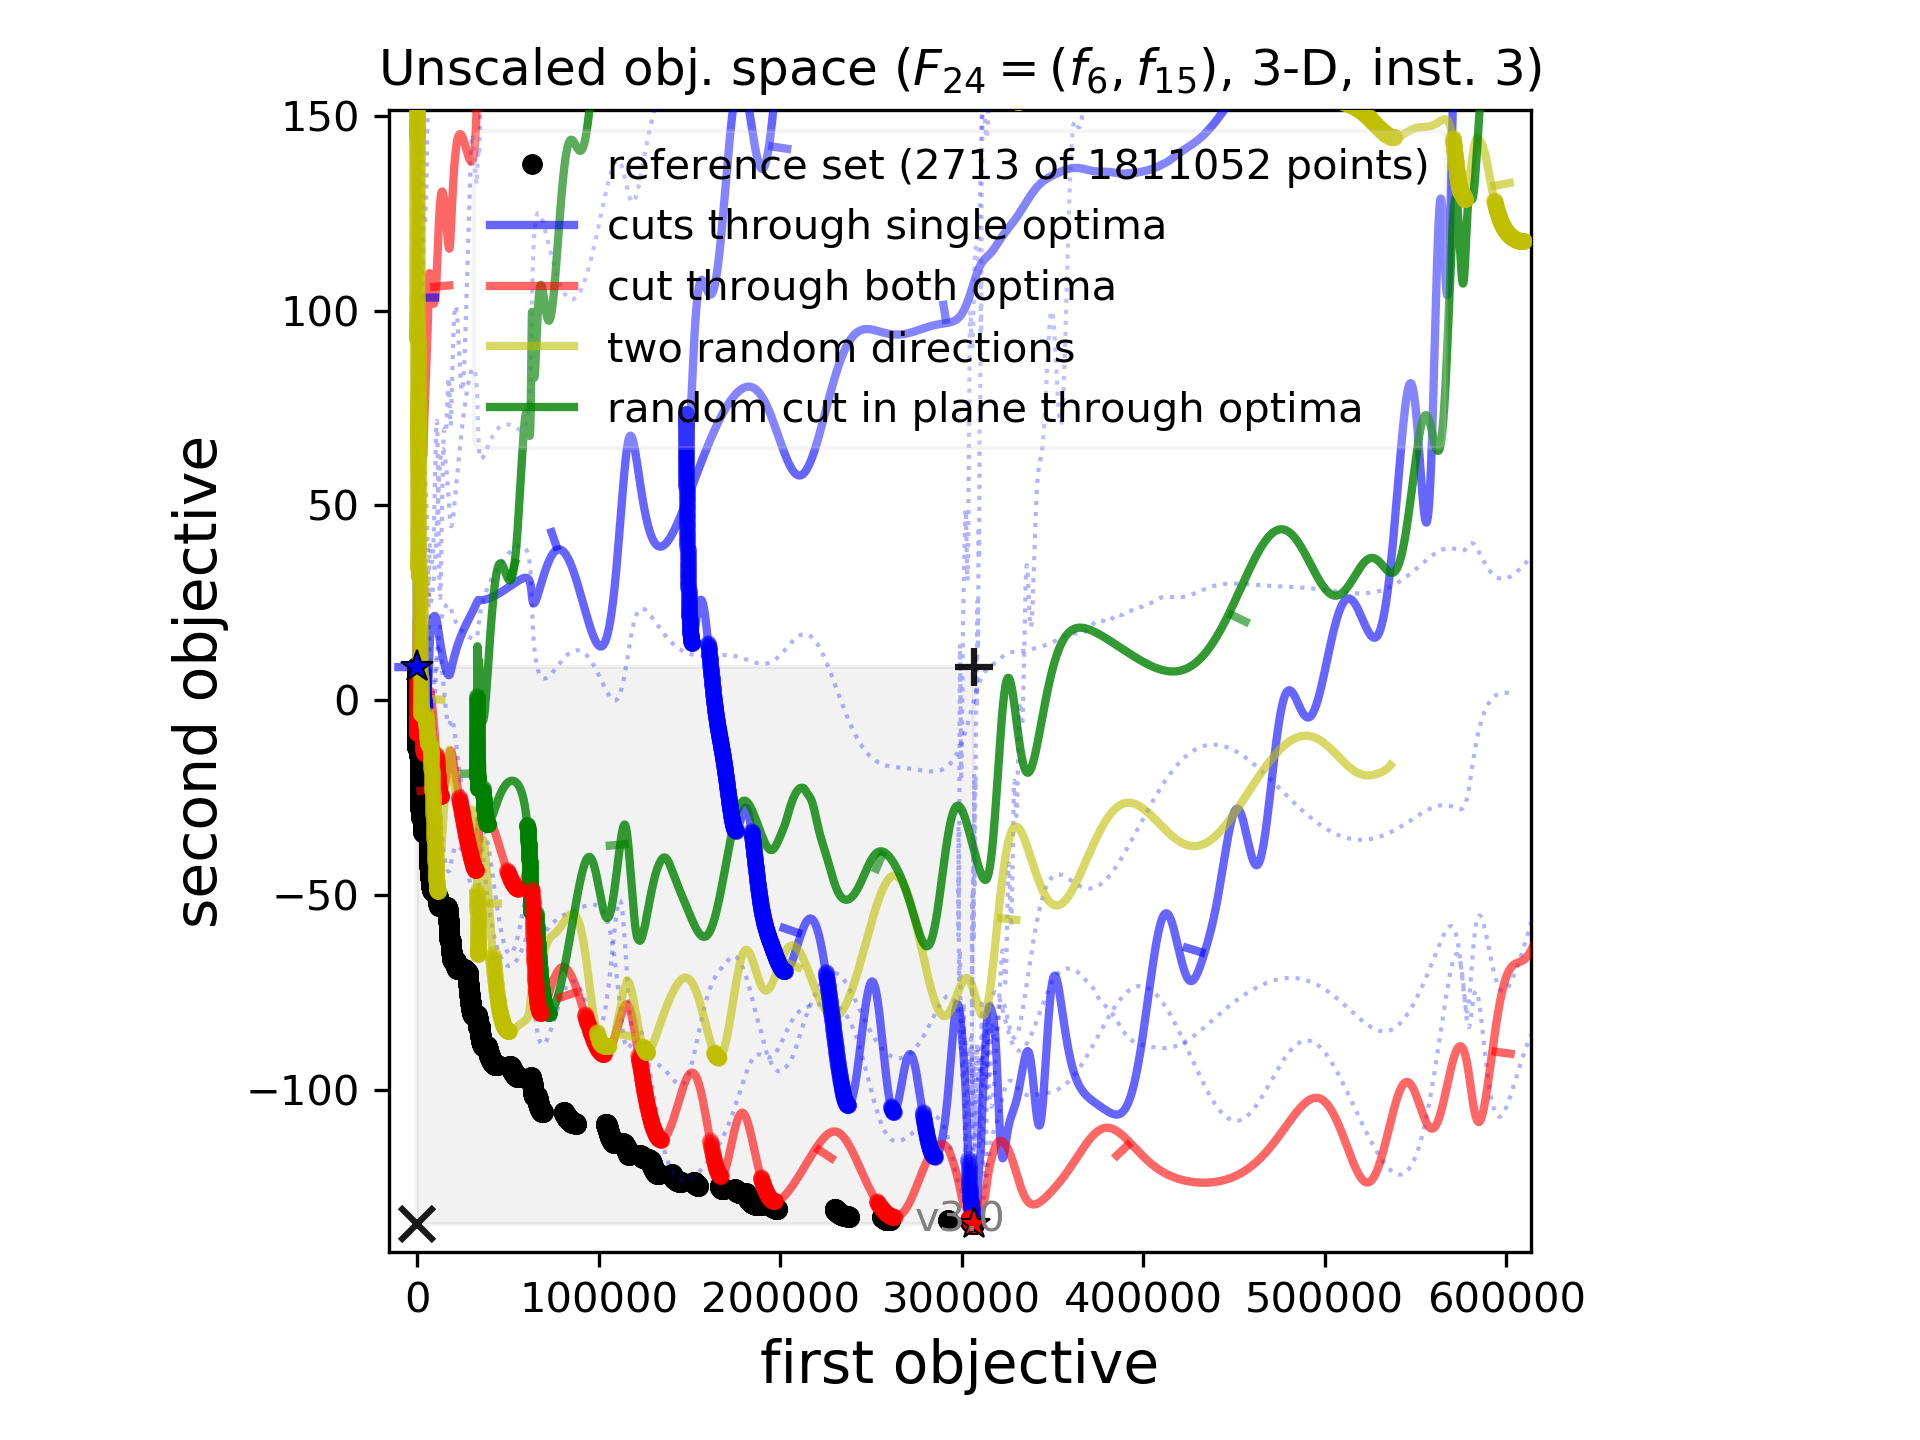 Unscaled obj. space (F₂₄ = (f₆, f₁₅), 3-D, inst. 3)
150
100
50
0
−50
−100
second objective
reference set (2713 of 1811052 points)
cuts through single optima
cut through both optima
two random directions
random cut in plane through optima
v3.0
0 100000 200000 300000 400000 500000 600000
first objective